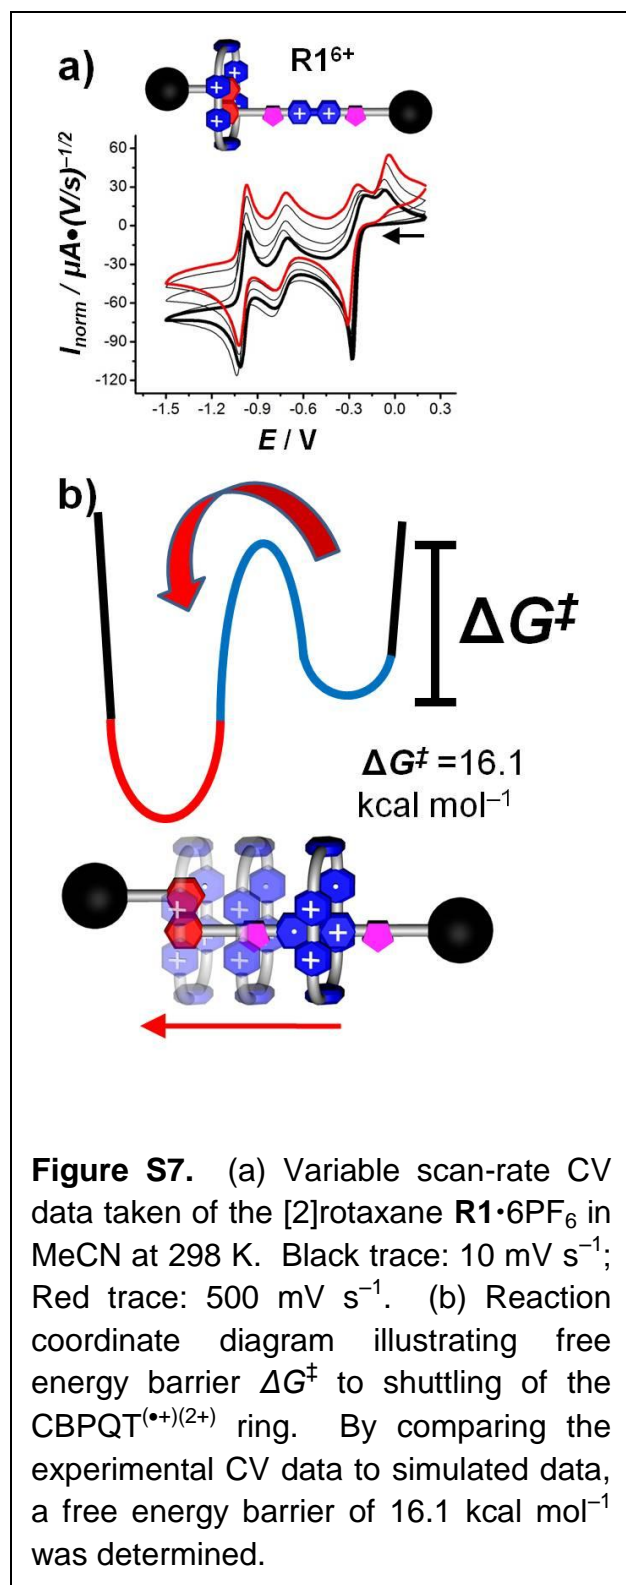 a)
R1⁶⁺
60
30
0
-30
-60
-90
-120
I_norm / µA•(V/s)⁻¹ᐟ²
-1.5 -1.2 -0.9 -0.6 -0.3 0.0 0.3
E / V
b)
ΔG‡
ΔG‡ =16.1
kcal mol⁻¹
Figure S7. (a) Variable scan-rate CV
data taken of the [2]rotaxane R1•6PF₆ in
MeCN at 298 K. Black trace: 10 mV s⁻¹;
Red trace: 500 mV s⁻¹. (b) Reaction
coordinate diagram illustrating free
energy barrier ΔG‡ to shuttling of the
CBPQT⁽•⁺⁾⁽²⁺⁾ ring. By comparing the
experimental CV data to simulated data,
a free energy barrier of 16.1 kcal mol⁻¹
was determined.